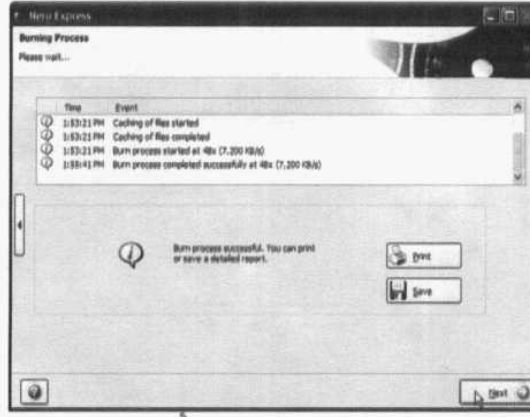 Nero Express
Burning Process
Please wait...
Time Event
1:53:21 PM Caching of files started
1:53:21 PM Caching of files completed
1:53:21 PM Burn process started at 48x (7,200 KB/s)
1:55:41 PM Burn process completed successfully at 48x (7,200 KB/s)
Burn process successful. You can print
or save a detailed report.
Print
Save
Next